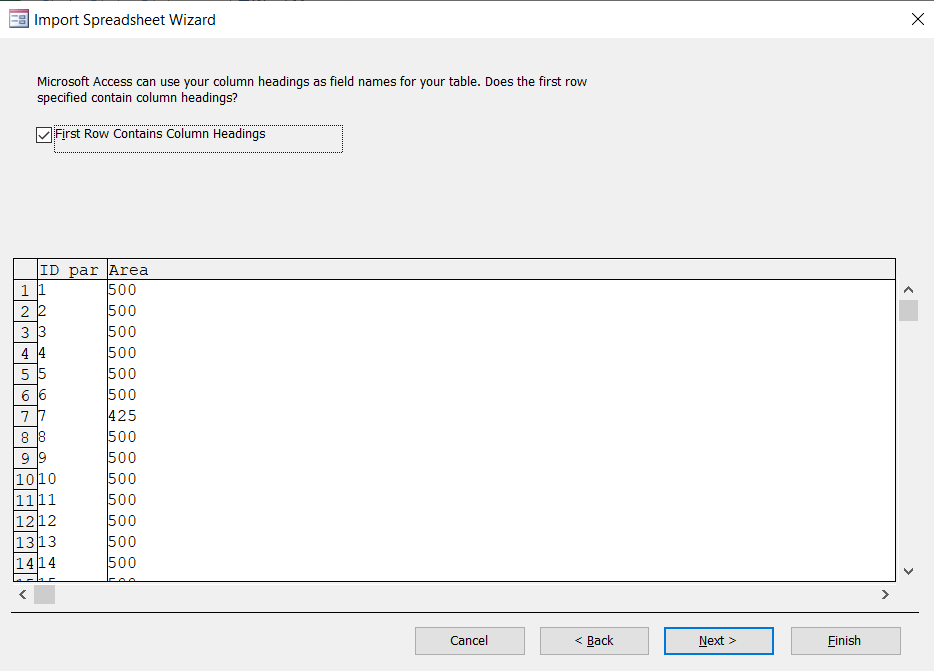 Import Spreadsheet Wizard
Microsoft Access can use your column headings as field names for your table. Does the first row
specified contain column headings?
First Row Contains Column Headings
ID par Area
1 1 500
2 2 500
3 3 500
4 4 500
5 5 500
6 6 500
7 7 425
8 8 500
9 9 500
10 10 500
11 11 500
12 12 500
13 13 500
14 14 500
Cancel < Back Next > Finish